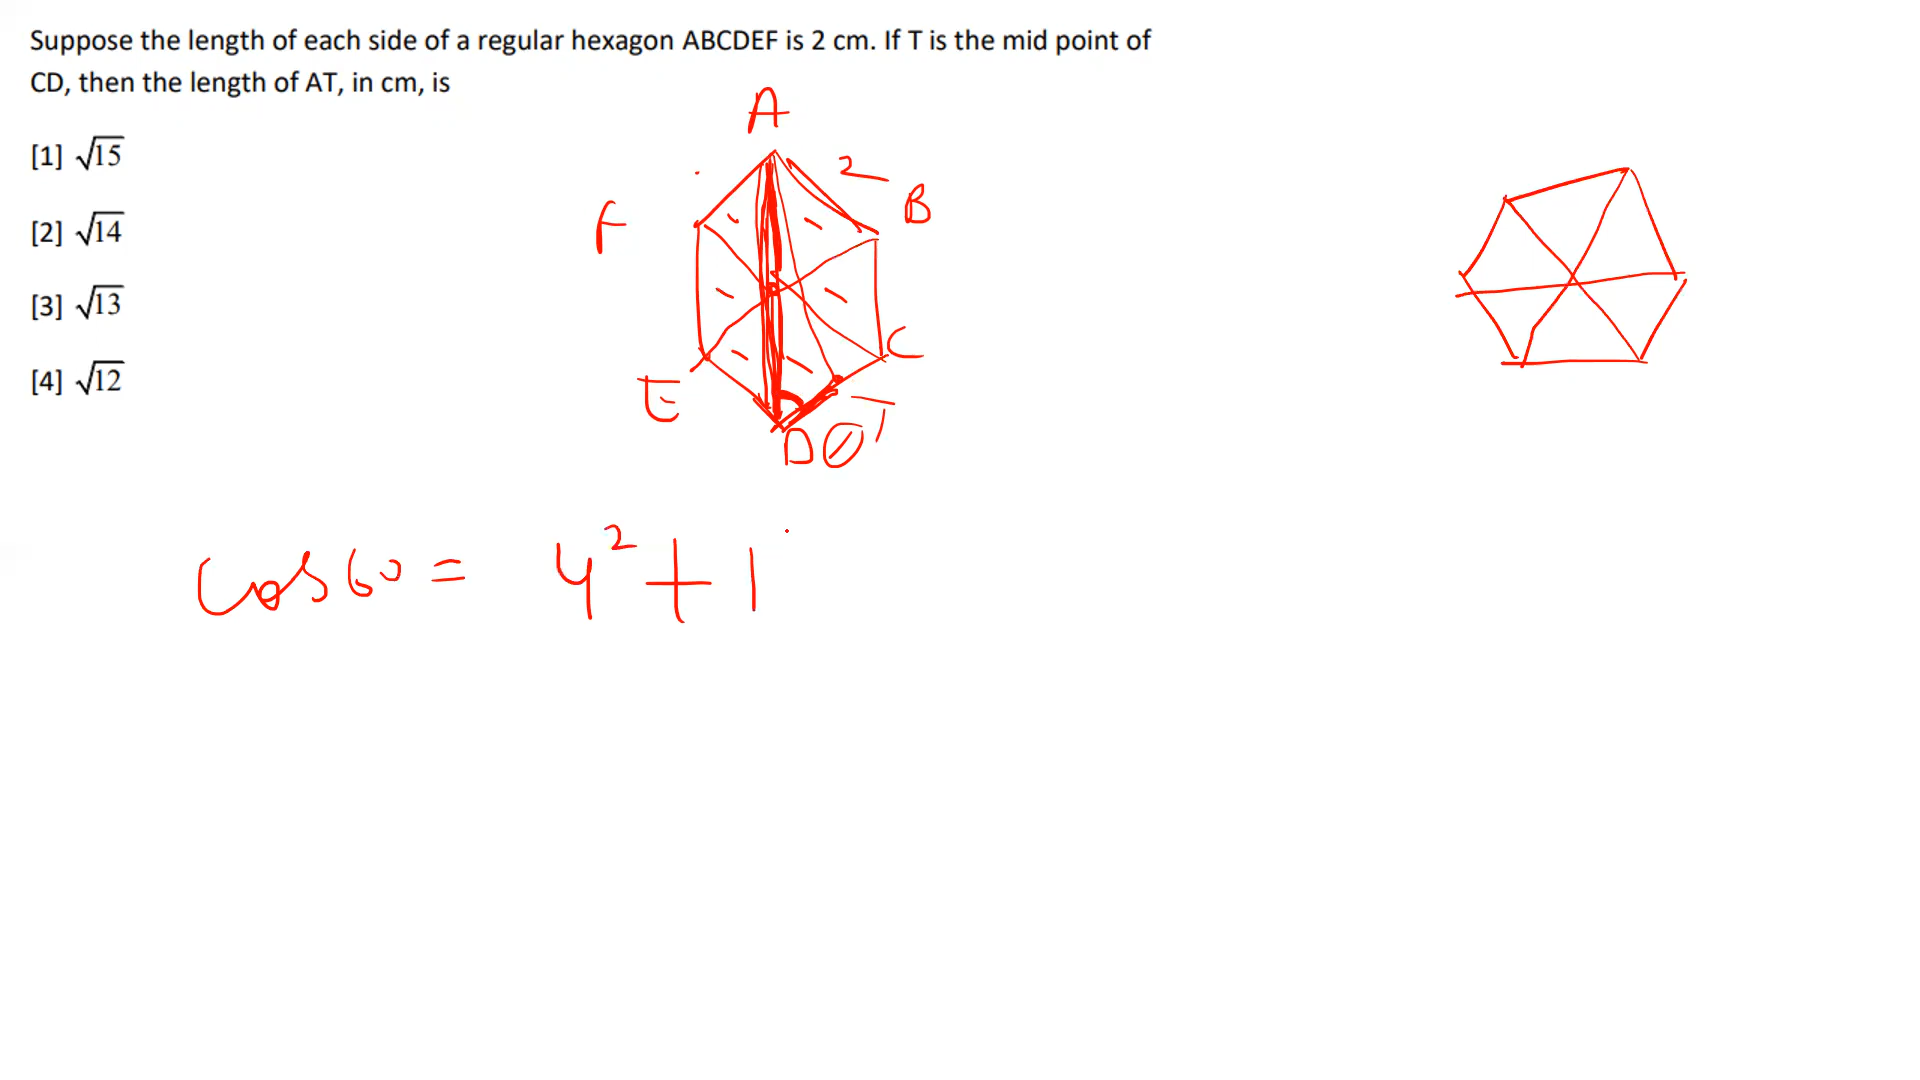 Suppose the length of each side of a regular hexagon ABCDEF is 2 cm. If T is the mid point of
CD, then the length of AT, in cm, is
[1] √15
[2] √14
[3] √13
[4] √12
A
2
B
F
C
E
T
D
1
cos 60 = 4² + 1